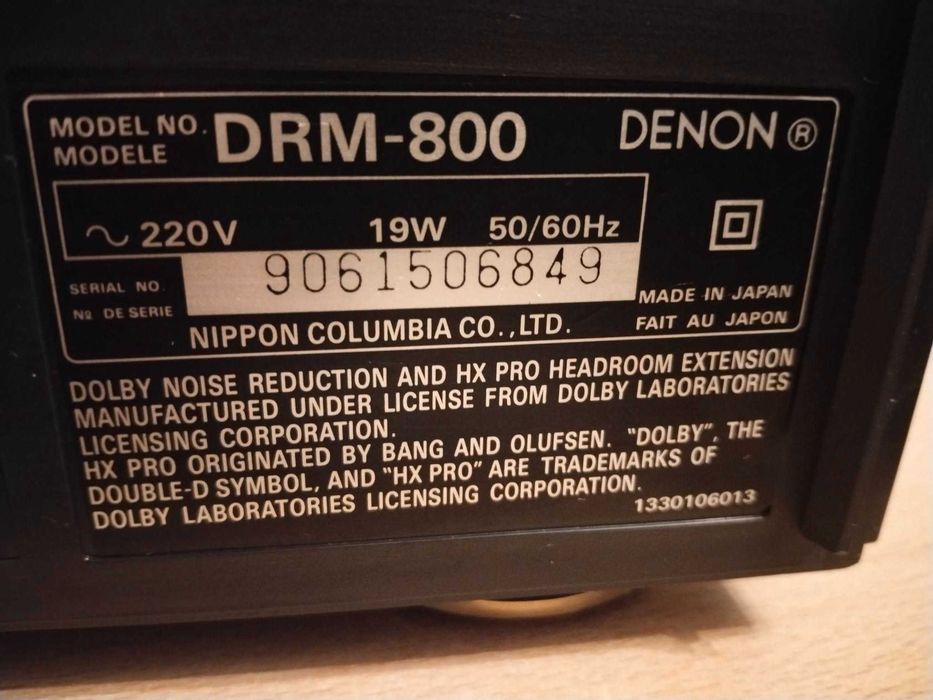 MODEL NO. DRM-800 DENON ®
MODELE
~ 220V 19W 50/60Hz
SERIAL NO. 9061506849
Nº DE SERIE
MADE IN JAPAN
FAIT AU JAPON
NIPPON COLUMBIA CO.,LTD.
DOLBY NOISE REDUCTION AND HX PRO HEADROOM EXTENSION
MANUFACTURED UNDER LICENSE FROM DOLBY LABORATORIES
LICENSING CORPORATION.
HX PRO ORIGINATED BY BANG AND OLUFSEN. "DOLBY", THE
DOUBLE-D SYMBOL, AND "HX PRO" ARE TRADEMARKS OF
DOLBY LABORATORIES LICENSING CORPORATION.
1330106013